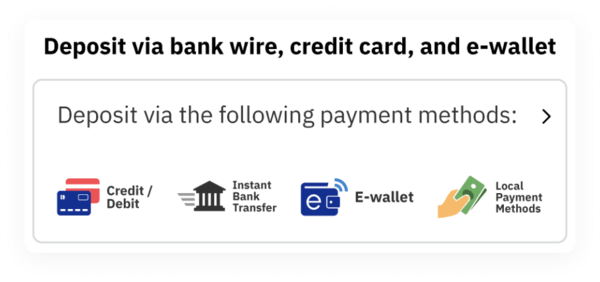 Deposit via bank wire, credit card, and e-wallet
Deposit via the following payment methods:
Credit /
Debit
Instant
Bank
Transfer
e
E-wallet
Local
Payment
Methods